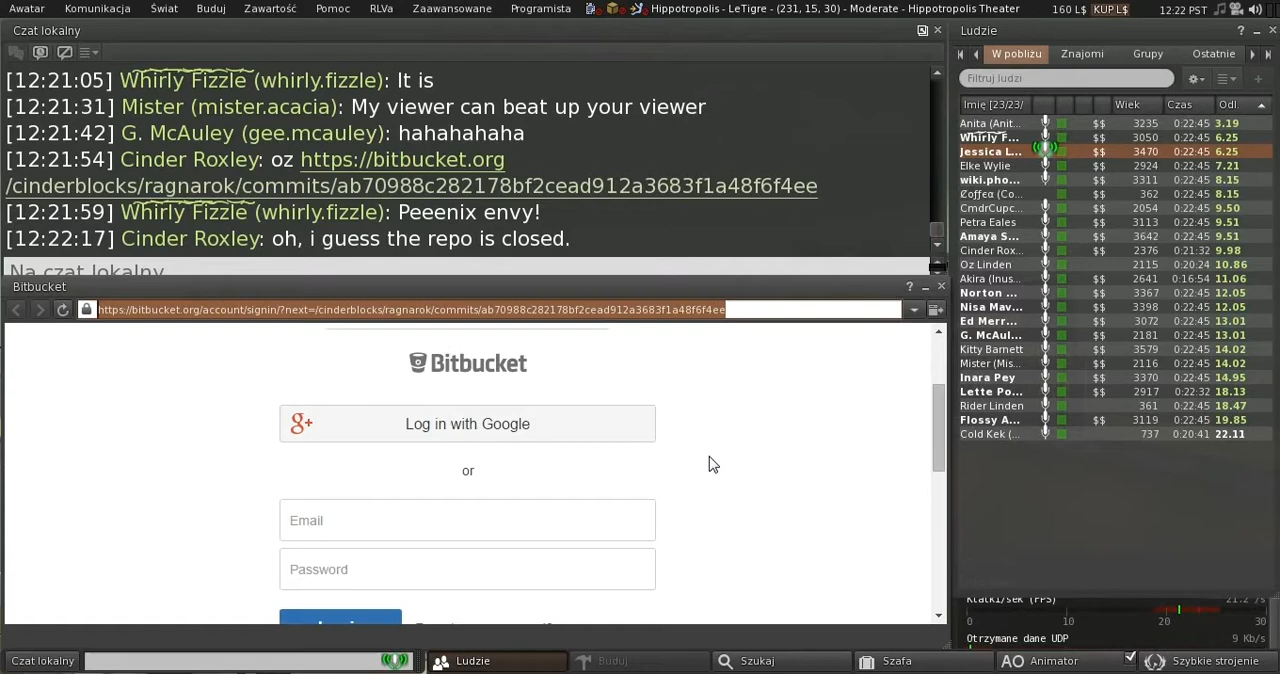 Awatar Komunikacja Świat Buduj Zawartość Pomoc RLVa Zaawansowane Programista Hippotropolis - LeTigre - (231, 15, 30) - Moderate - Hippotropolis Theater 160 L$ KUP L$ 12:22 PST
Czat lokalny
[12:21:05] Whirly Fizzle (whirly.fizzle): It is
[12:21:31] Mister (mister.acacia): My viewer can beat up your viewer
[12:21:42] G. McAuley (gee.mcauley): hahahahaha
[12:21:54] Cinder Roxley: oz https://bitbucket.org
/cinderblocks/ragnarok/commits/ab70988c282178bf2cead912a3683f1a48f6f4ee
[12:21:59] Whirly Fizzle (whirly.fizzle): Peeenix envy!
[12:22:17] Cinder Roxley: oh, i guess the repo is closed.
Na czat lokalny
Bitbucket
https://bitbucket.org/account/signin/?next=/cinderblocks/ragnarok/commits/ab70988c282178bf2cead912a3683f1a48f6f4ee
Bitbucket
g+ Log in with Google
or
Email
Password
Ludzie
W pobliżu Znajomi Grupy Ostatnie
Filtruj ludzi
Imię [23/23/ Wiek Czas Odl.
Anita (Anit... $$ 3235 0:22:45 3.19
Whirly F... $$ 3050 0:22:45 6.25
Jessica L... $$ 3470 0:22:45 6.25
Elke Wylie $$ 2924 0:22:45 7.21
wiki.pho... $$ 3311 0:22:45 8.15
(Co... $$ 362 0:22:45 8.15
CmdrCupc... $$ 2054 0:22:45 9.50
Petra Eales $$ 3113 0:22:45 9.51
Amaya S... $$ 3642 0:22:45 9.51
Cinder Rox... $$ 2376 0:21:32 9.98
Oz Linden 2115 0:20:24 10.86
Akira (Inus... $$ 2641 0:16:54 11.06
Norton ... $$ 3367 0:22:45 12.05
Nisa Mav... $$ 3398 0:22:45 12.05
Ed Merr... $$ 3072 0:22:45 13.01
G. McAul... $$ 2181 0:22:45 13.01
Kitty Barnett $$ 3579 0:22:45 14.02
Mister (Mis... $$ 2116 0:22:45 14.02
Inara Pey $$ 3370 0:22:45 14.95
Lette Po... $$ 2917 0:22:32 18.13
Rider Linden 361 0:22:45 18.47
Flossy A... $$ 3119 0:22:45 19.85
Cold Kek (... 737 0:20:41 22.11
Klatki/sek (FPS) 21.2 /s
0 10 20 30
Otrzymane dane UDP 9 Kb/s
Czat lokalny Ludzie Buduj Szukaj Szafa AO Animator Szybkie strojenie